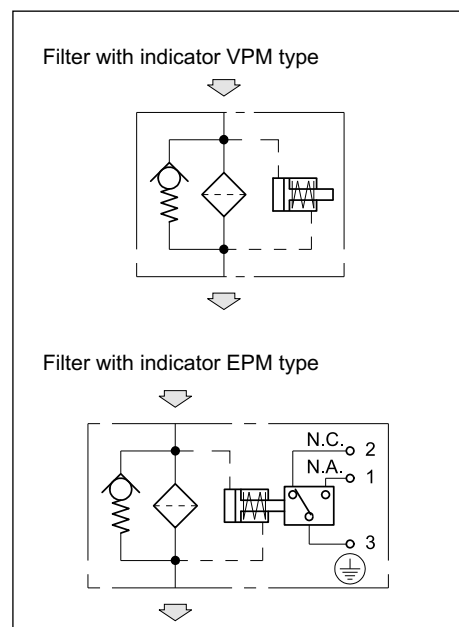 Filter with indicator VPM type
Filter with indicator EPM type
N.C. 2
N.A. 1
3